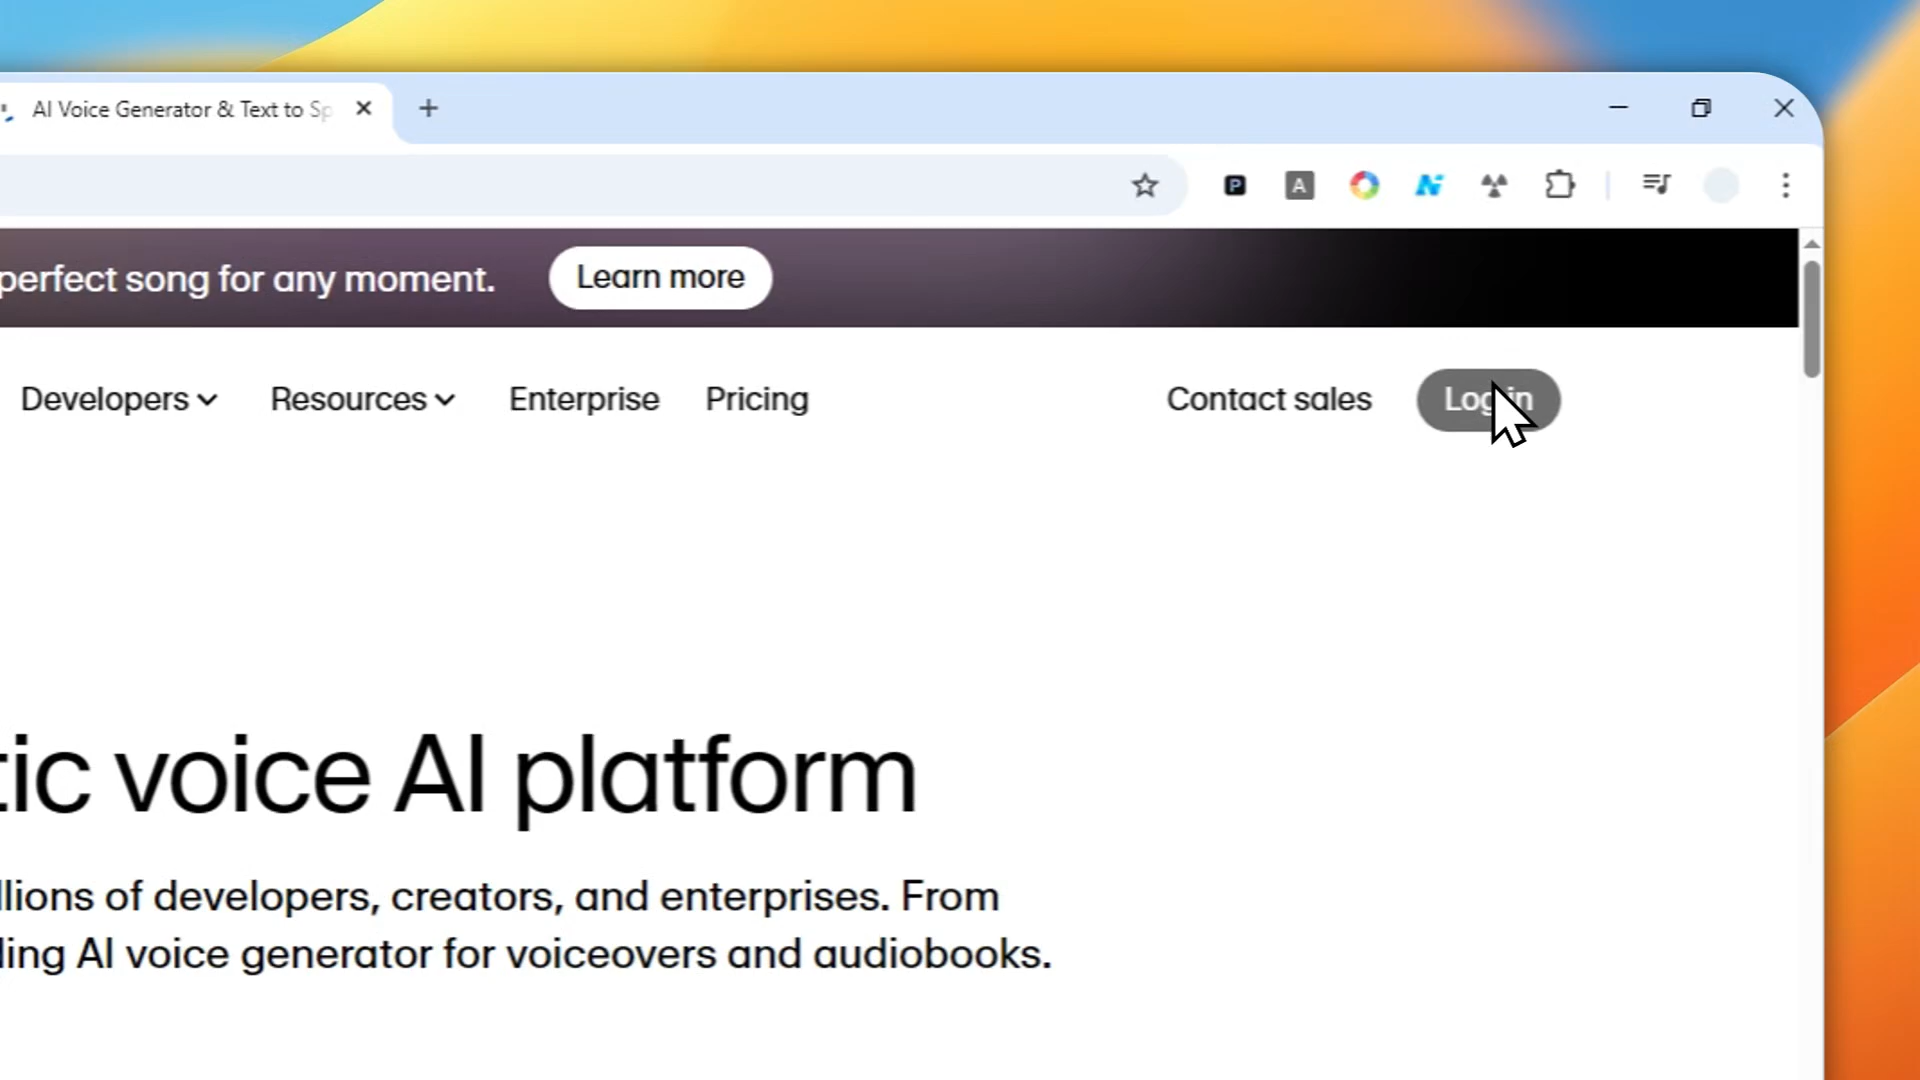 AI Voice Generator & Text to Sp
perfect song for any moment. Learn more
Developers Resources Enterprise Pricing Contact sales Log in
tic voice AI platform
llions of developers, creators, and enterprises. From
ding AI voice generator for voiceovers and audiobooks.